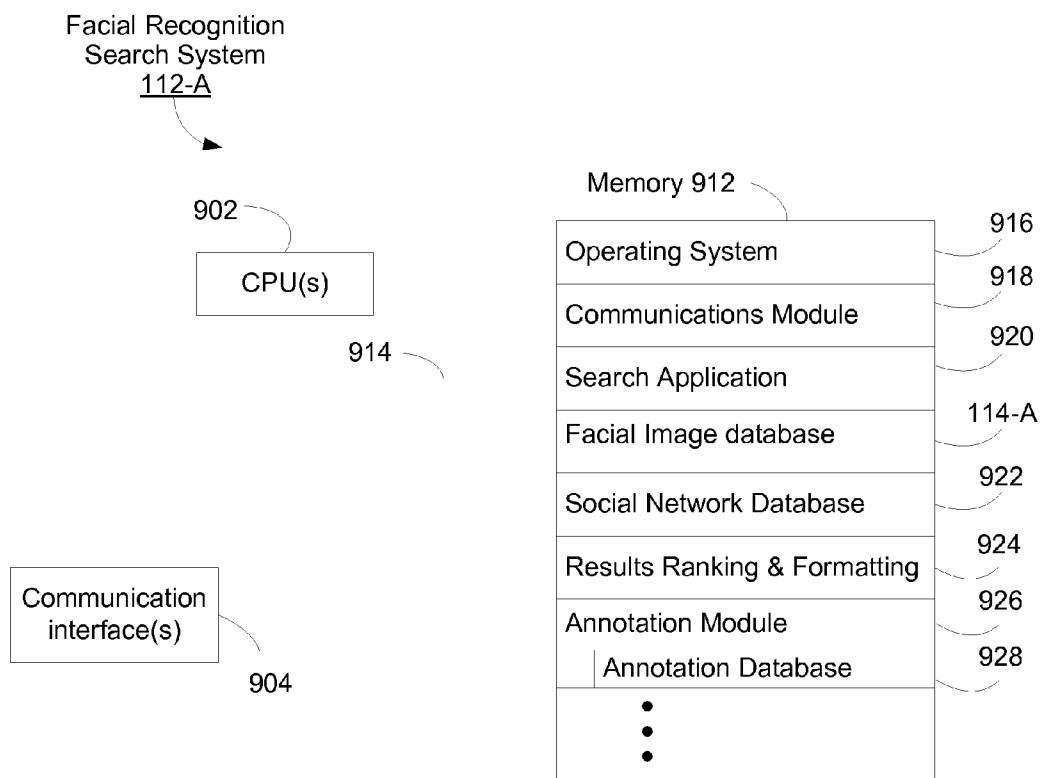 Facial Recognition
Search System
112-A
902
CPU(s)
914
Communication
interface(s)
904
Memory 912
Operating System
916
Communications Module
918
Search Application
920
Facial Image database
114-A
Social Network Database
922
Results Ranking & Formatting
924
Annotation Module
926
Annotation Database
928